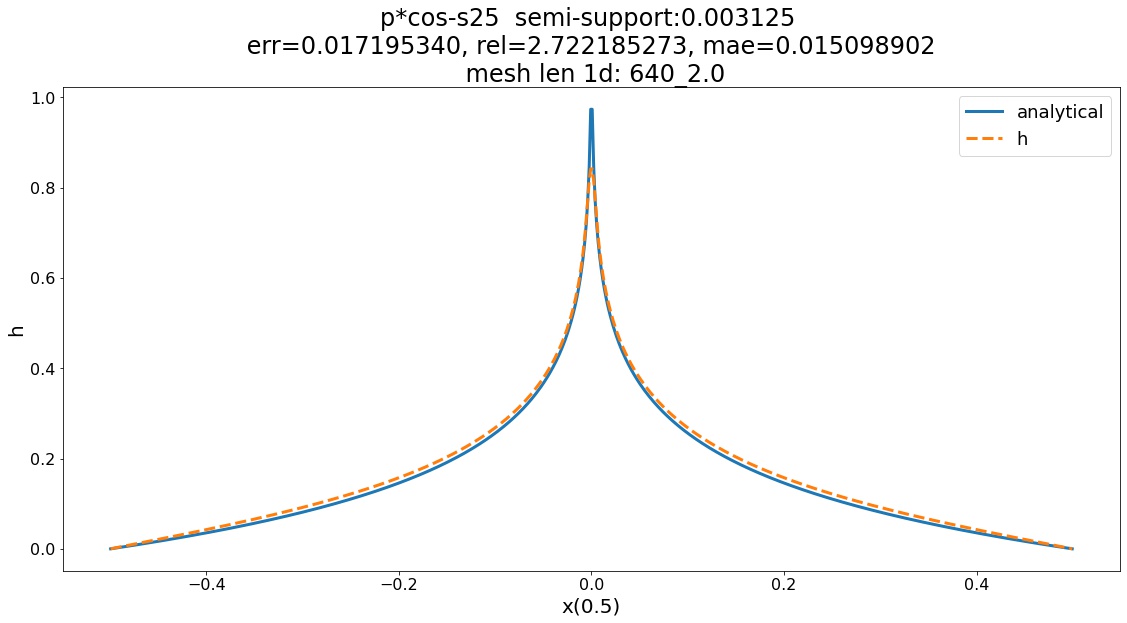 p*cos-s25  semi-support:0.003125
err=0.017195340, rel=2.722185273, mae=0.015098902
mesh len 1d: 640_2.0
analytical
h
1.0
0.8
0.6
0.4
0.2
0.0
h
−0.4
−0.2
0.0
0.2
0.4
x(0.5)